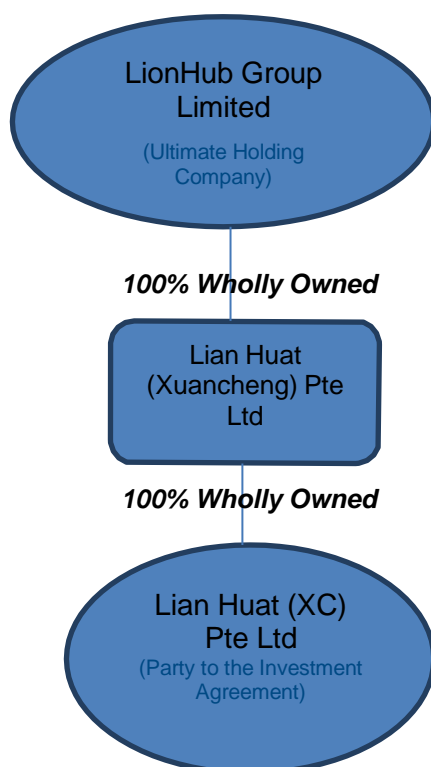 LionHub Group
Limited
(Ultimate Holding
Company)
100% Wholly Owned
Lian Huat
(Xuancheng) Pte
Ltd
100% Wholly Owned
Lian Huat (XC)
Pte Ltd
(Party to the Investment
Agreement)